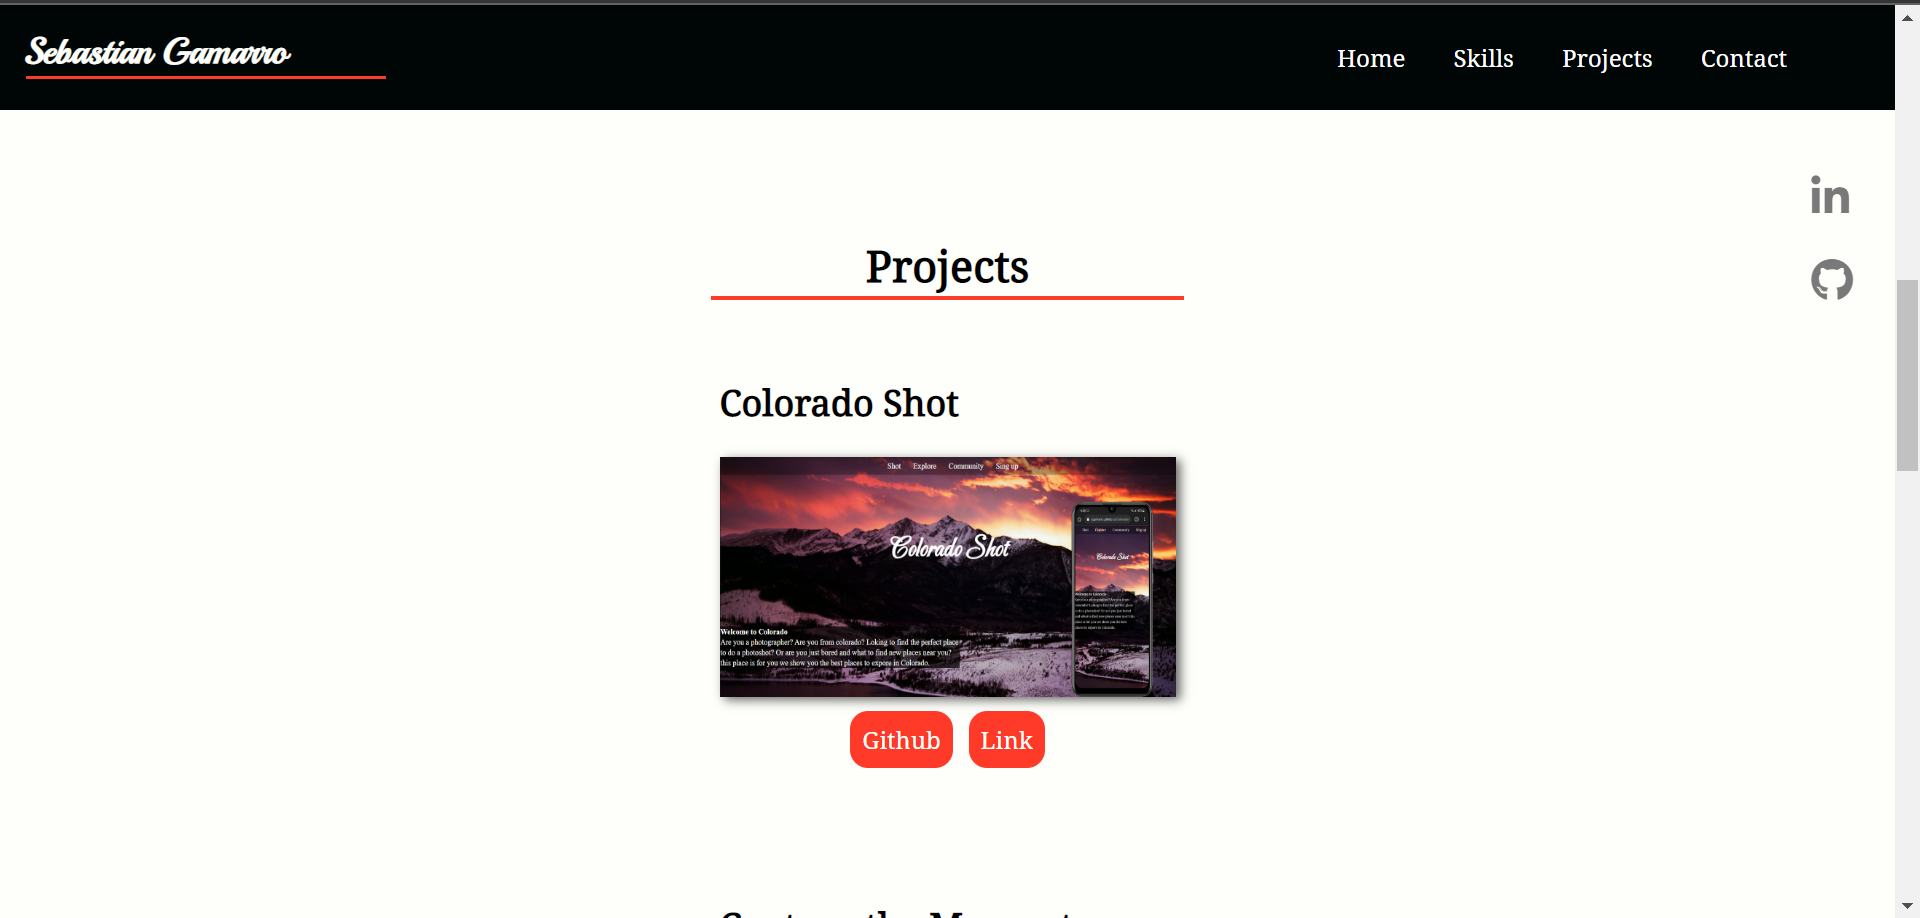 Sebastian Gamarro
Home Skills Projects Contact
in
Projects
Colorado Shot
Shot Explore Community Sing up
Colorado Shot
Colorado Shot
Welcome to Colorado
Are you a photographer? Are you from colorado? Loking to find the perfect place
to do a photoshot? Or are you just bored and what to find new places near you?
this place is for you we show you the best places to expore in Colorado.
Github Link